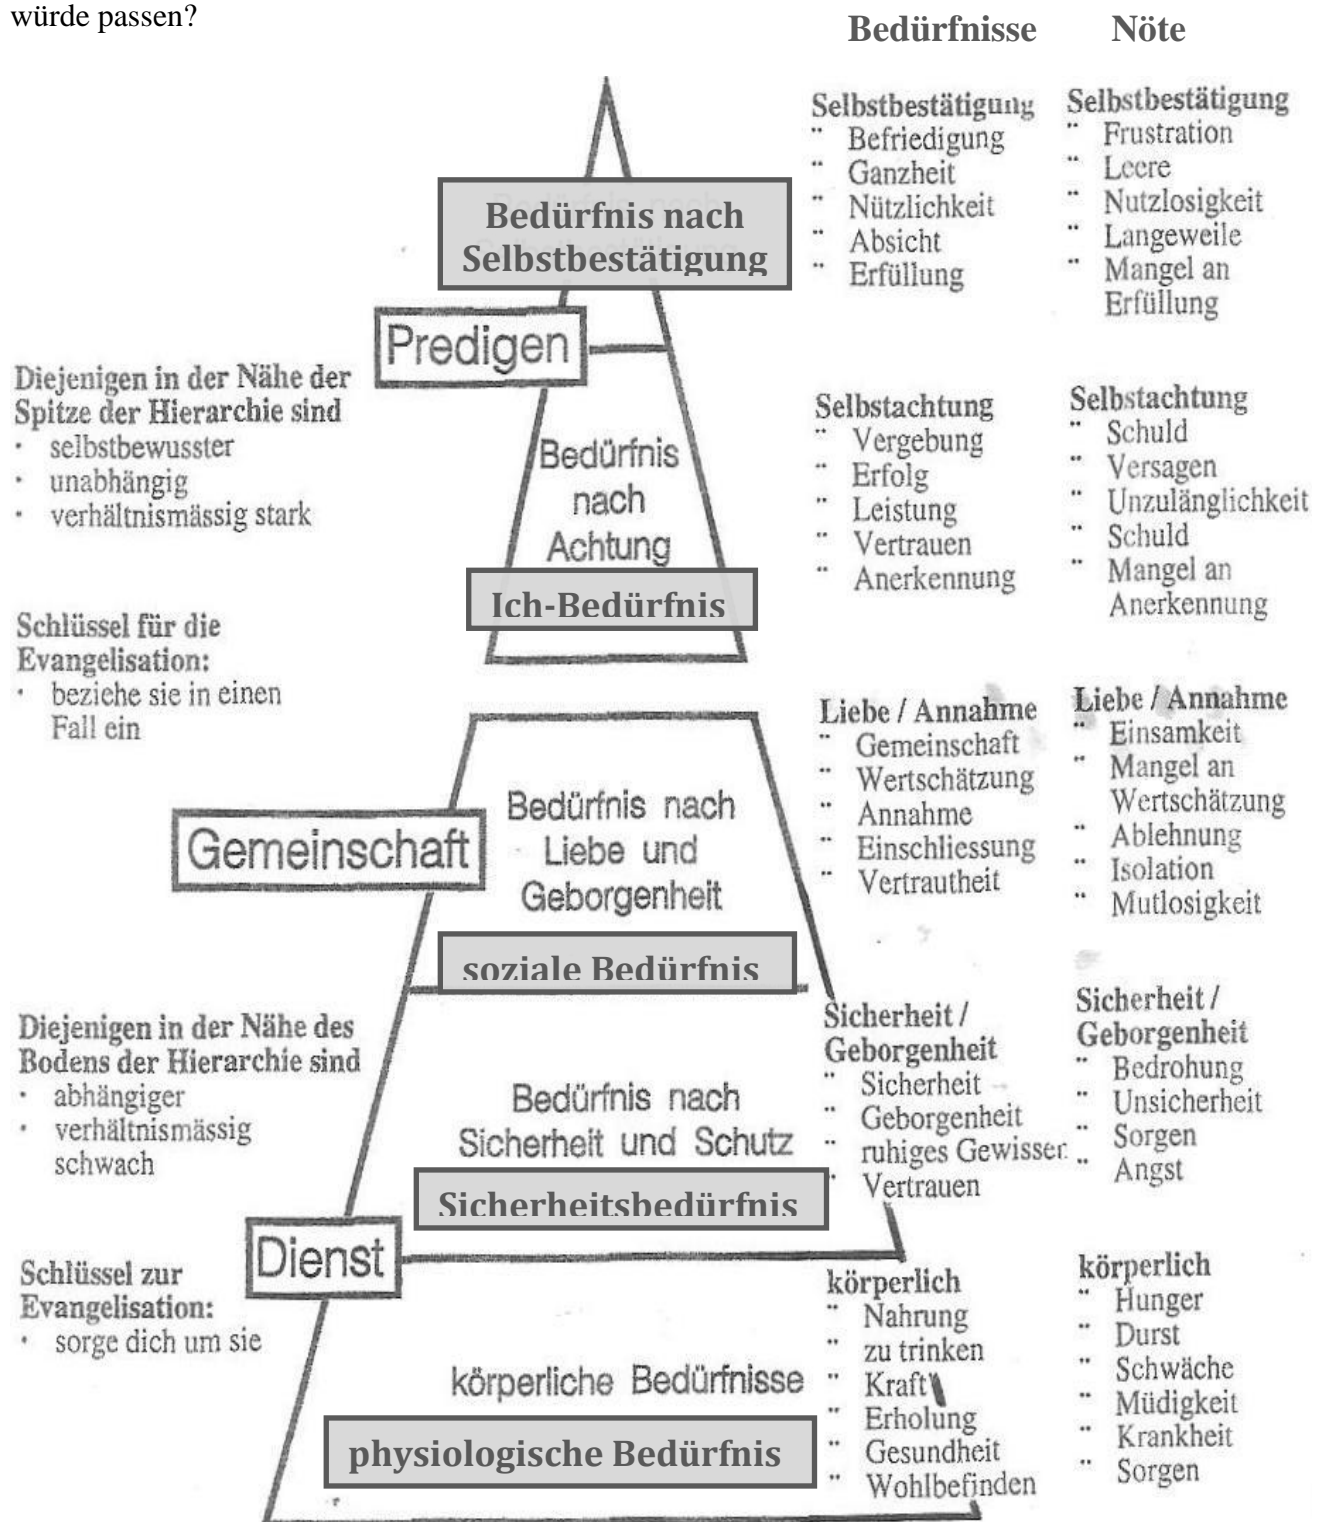 würde passen?
Bedürfnisse Nöte
Bedürfnis nach
Selbstbestätigung
Predigen
Bedürfnis
nach
Achtung
Ich-Bedürfnis
Gemeinschaft
Bedürfnis nach
Liebe und
Geborgenheit
soziale Bedürfnis
Bedürfnis nach
Sicherheit und Schutz
Sicherheitsbedürfnis
Dienst
körperliche Bedürfnisse
physiologische Bedürfnis
Diejenigen in der Nähe der
Spitze der Hierarchie sind
· selbstbewusster
· unabhängig
· verhältnismässig stark
Schlüssel für die
Evangelisation:
· beziehe sie in einen
Fall ein
Diejenigen in der Nähe des
Bodens der Hierarchie sind
· abhängiger
· verhältnismässig
schwach
Schlüssel zur
Evangelisation:
· sorge dich um sie
Selbstbestätigung
¨ Befriedigung
¨ Ganzheit
¨ Nützlichkeit
¨ Absicht
¨ Erfüllung
Selbstachtung
¨ Vergebung
¨ Erfolg
¨ Leistung
¨ Vertrauen
¨ Anerkennung
Liebe / Annahme
¨ Gemeinschaft
¨ Wertschätzung
¨ Annahme
¨ Einschliessung
¨ Vertrautheit
Sicherheit /
Geborgenheit
¨ Sicherheit
¨ Geborgenheit
¨ ruhiges Gewissen
¨ Vertrauen
körperlich
¨ Nahrung
¨ zu trinken
¨ Kraft
¨ Erholung
¨ Gesundheit
¨ Wohlbefinden
Selbstbestätigung
¨ Frustration
¨ Leere
¨ Nutzlosigkeit
¨ Langeweile
¨ Mangel an
Erfüllung
Selbstachtung
¨ Schuld
¨ Versagen
¨ Unzulänglichkeit
¨ Schuld
¨ Mangel an
Anerkennung
Liebe / Annahme
¨ Einsamkeit
¨ Mangel an
Wertschätzung
¨ Ablehnung
¨ Isolation
¨ Mutlosigkeit
Sicherheit /
Geborgenheit
¨ Bedrohung
¨ Unsicherheit
¨ Sorgen
¨ Angst
körperlich
¨ Hunger
¨ Durst
¨ Schwäche
¨ Müdigkeit
¨ Krankheit
¨ Sorgen